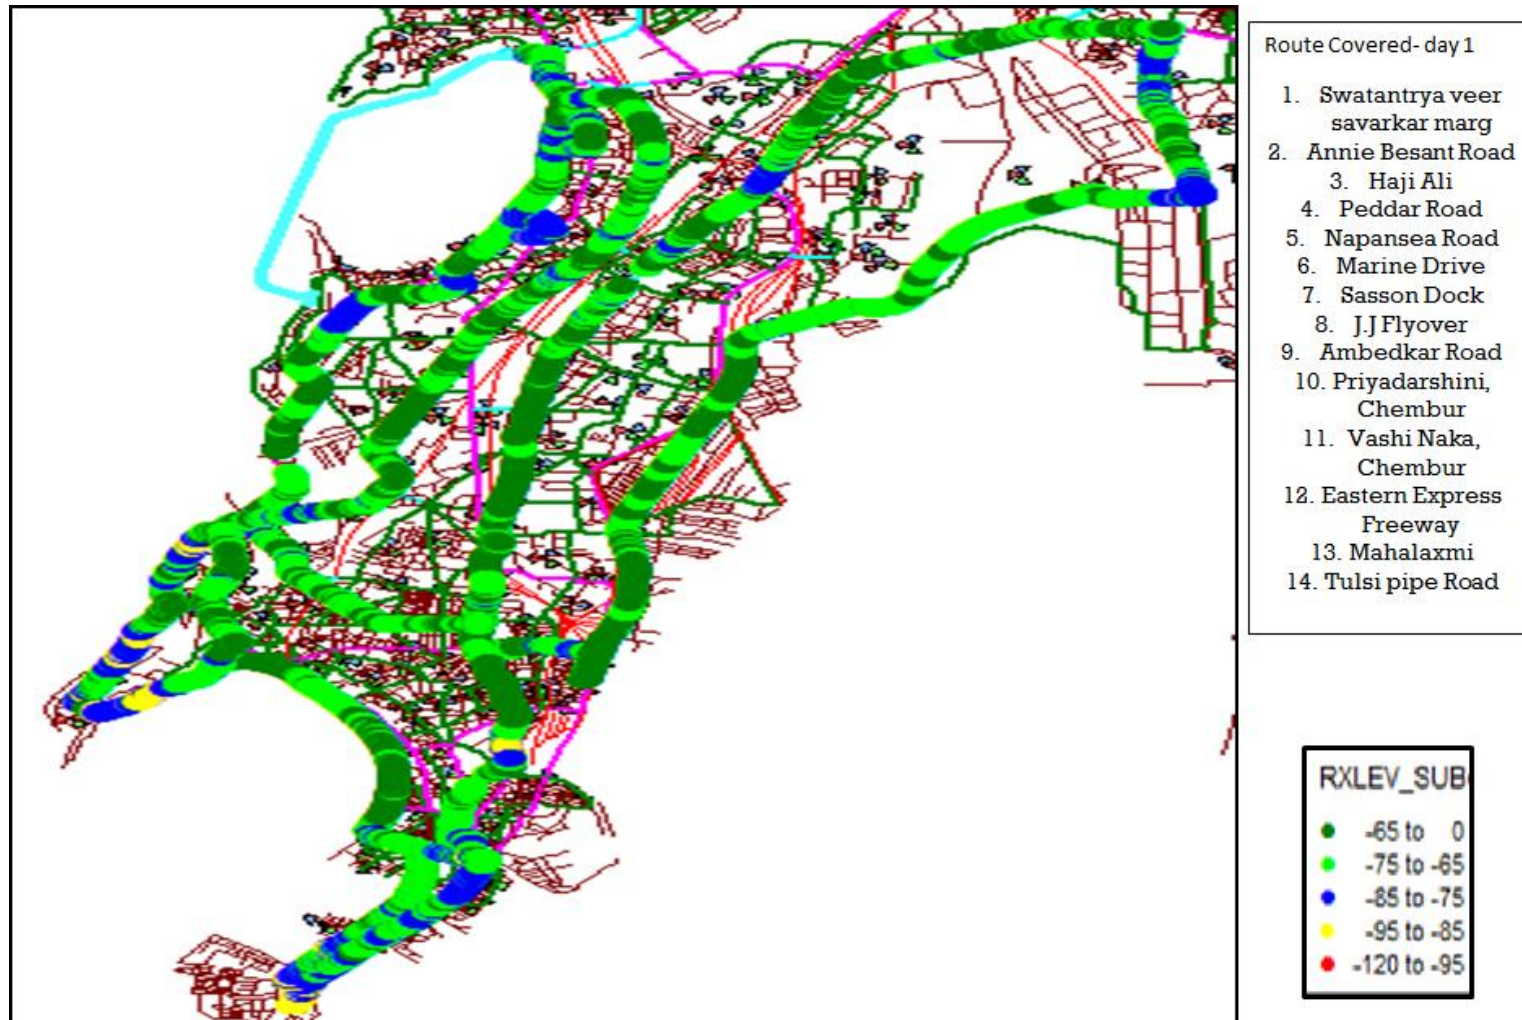 Route Covered- day 1
1. Swatantrya veer
savarkar marg
2. Annie Besant Road
3. Haji Ali
4. Peddar Road
5. Napansea Road
6. Marine Drive
7. Sasson Dock
8. J.J Flyover
9. Ambedkar Road
10. Priyadarshini,
Chembur
11. Vashi Naka,
Chembur
12. Eastern Express
Freeway
13. Mahalaxmi
14. Tulsi pipe Road
RXLEV_SUB
-65 to 0
-75 to -65
-85 to -75
-95 to -85
-120 to -95